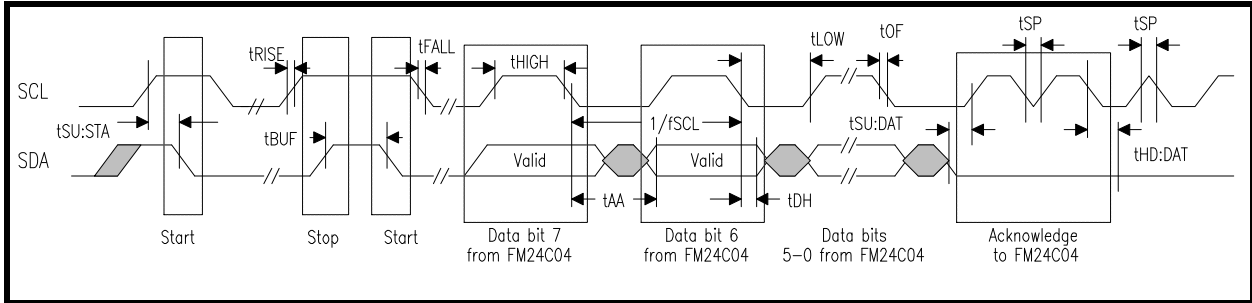 tRISE
tFALL
tHIGH
tLOW
tOF
tSP
tSP
SCL
tSU:STA
tBUF
1/fSCL
tSU:DAT
tHD:DAT
SDA
Valid
Valid
tAA
tDH
Start
Stop
Start
Data bit 7
from FM24C04
Data bit 6
from FM24C04
Data bits
5-0 from FM24C04
Acknowledge
to FM24C04